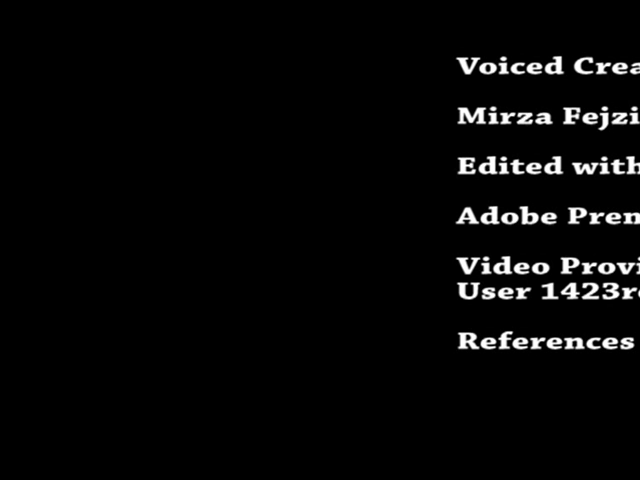 Voiced Crea
Mirza Fejzi
Edited with
Adobe Prem
Video Provi
User 1423r
References